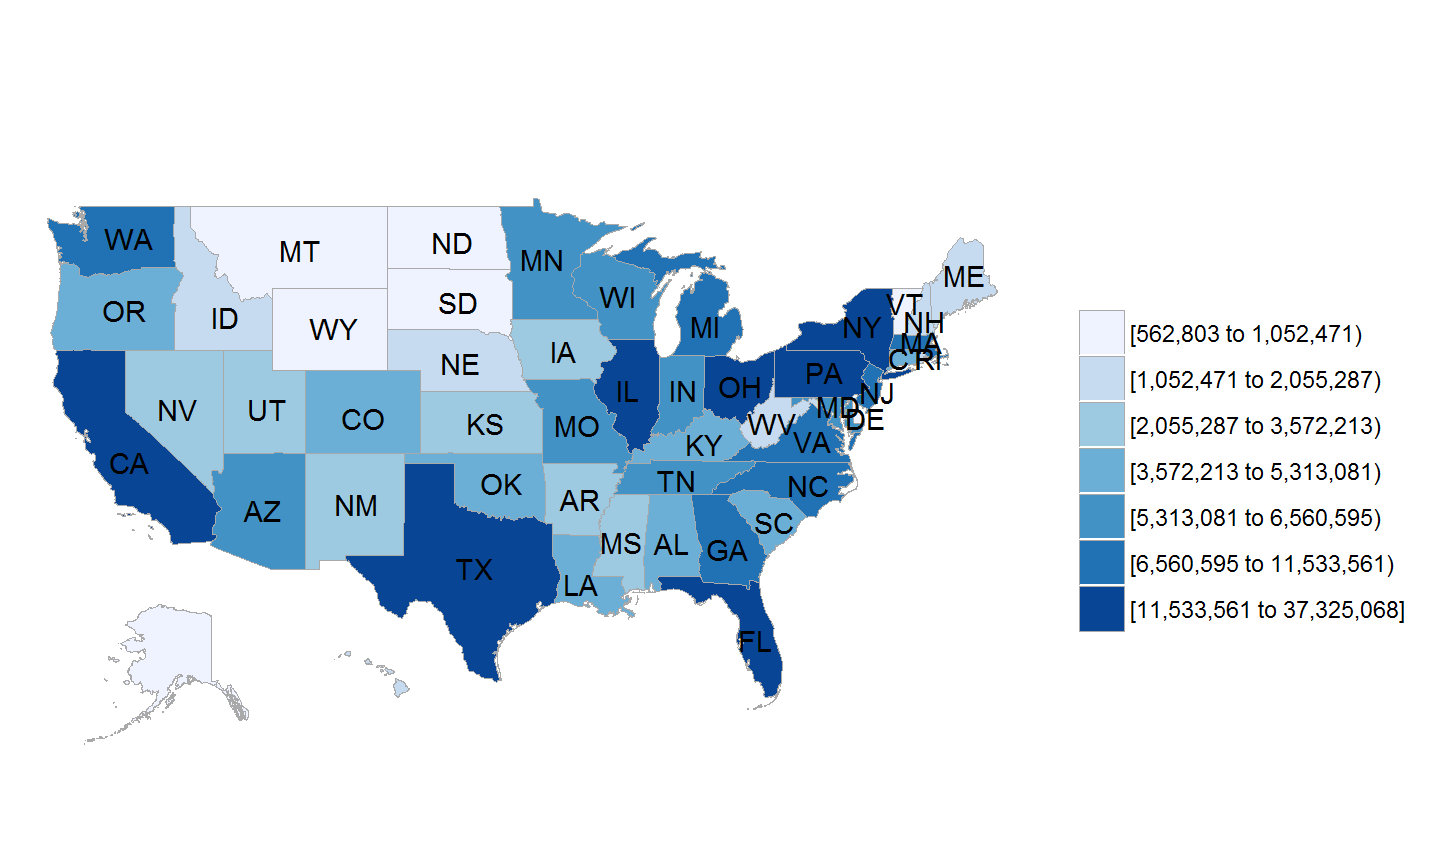 WA
MT
ND
MN
ME
OR
ID
SD
WI
VT
NH
WY
MI
NY
MA
NE
IA
CT
RI
PA
NV
UT
CO
KS
IL
IN
OH
NJ
MD
DE
MO
WV
VA
KY
CA
AZ
NM
OK
AR
TN
NC
SC
TX
LA
MS
AL
GA
FL
[562,803 to 1,052,471)
[1,052,471 to 2,055,287)
[2,055,287 to 3,572,213)
[3,572,213 to 5,313,081)
[5,313,081 to 6,560,595)
[6,560,595 to 11,533,561)
[11,533,561 to 37,325,068]